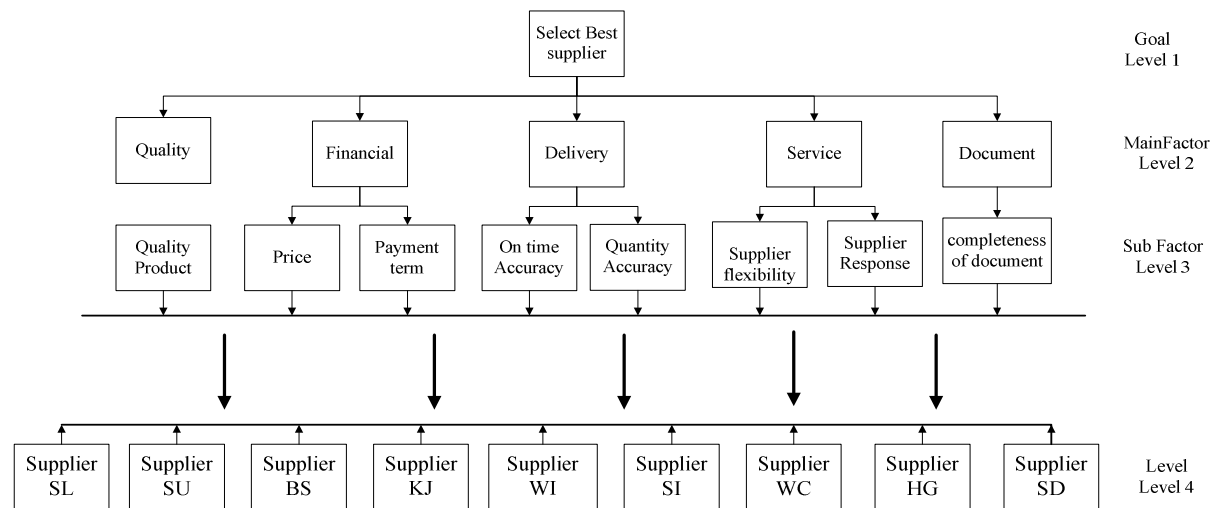 Select Best
supplier
Goal
Level 1
Quality
Financial
Delivery
Service
Document
MainFactor
Level 2
Quality
Product
Price
Payment
term
On time
Accuracy
Quantity
Accuracy
Supplier
flexibility
Supplier
Response
completeness
of document
Sub Factor
Level 3
Supplier
SL
Supplier
SU
Supplier
BS
Supplier
KJ
Supplier
WI
Supplier
SI
Supplier
WC
Supplier
HG
Supplier
SD
Level
Level 4